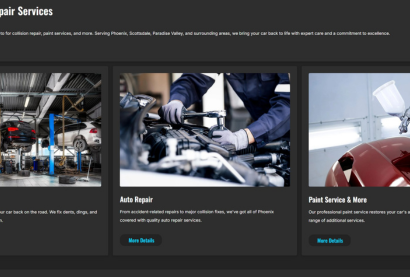 pair Services
to for collision repair, paint services, and more. Serving Phoenix, Scottsdale, Paradise Valley, and surrounding areas, we bring your car back to life with expert care and a commitment to excellence.
Auto Repair
From accident-related repairs to major collision fixes, we've got all of Phoenix
covered with quality auto repair services.
More Details
Paint Service & More
Our professional paint service restores your car's
range of additional services.
More Details
ur car back on the road. We fix dents, dings, and